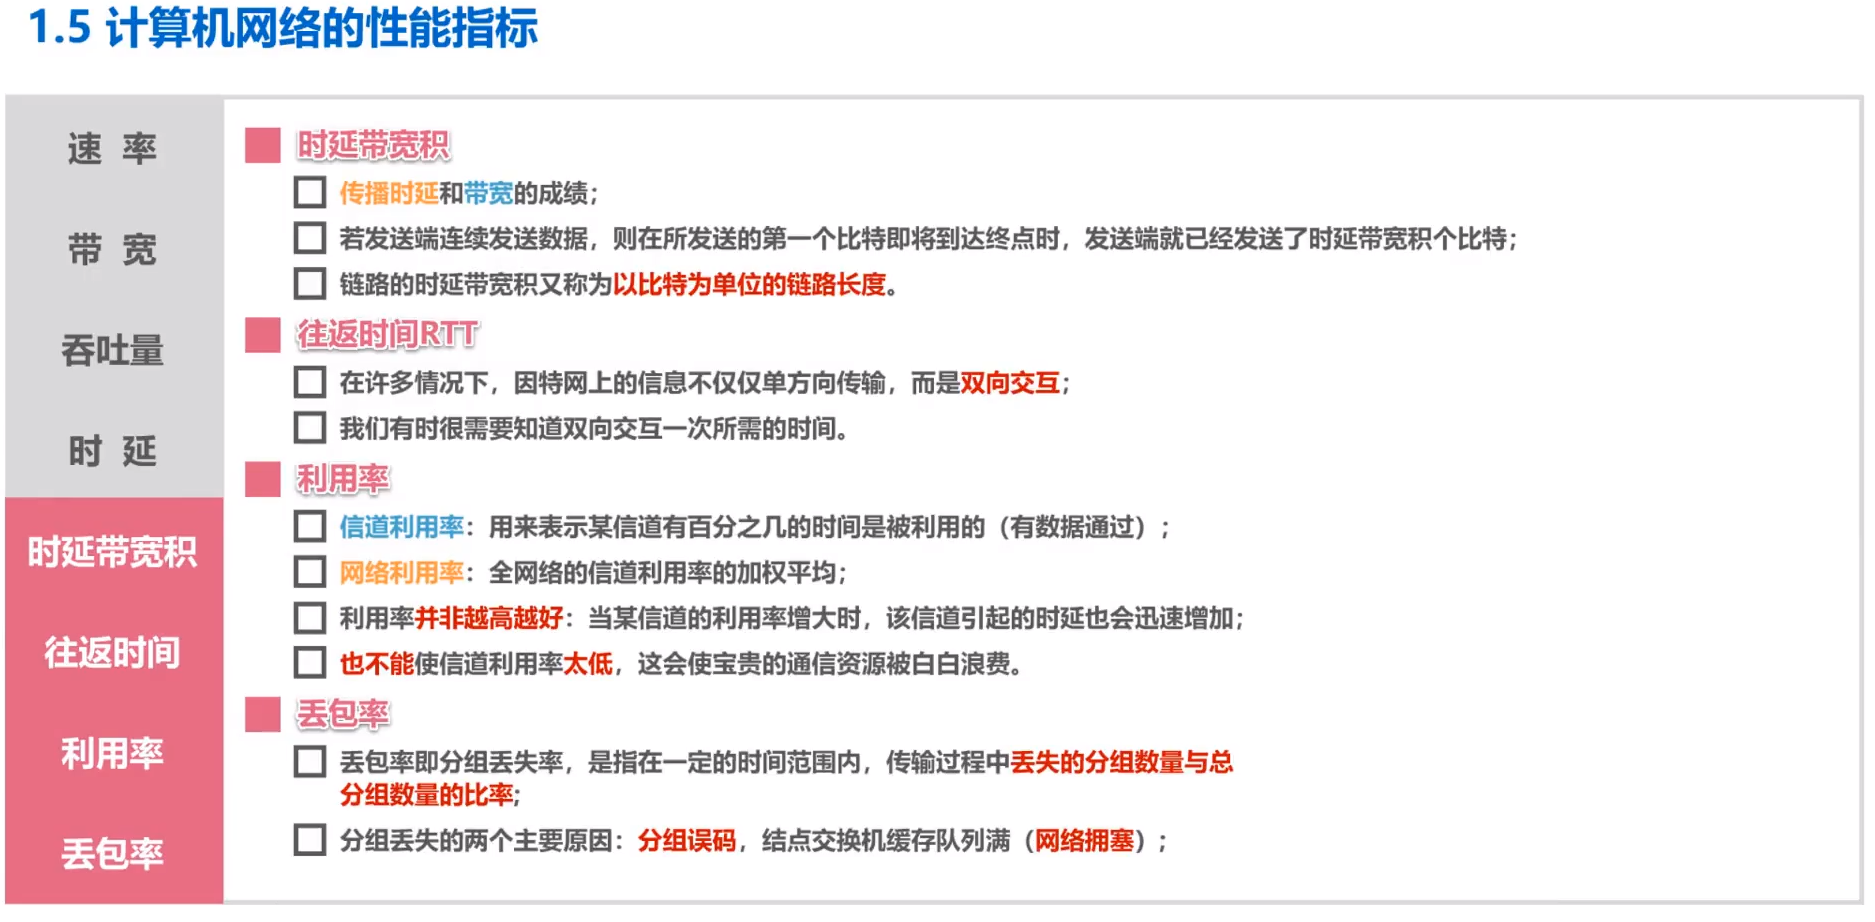 1.5 计算机网络的性能指标
速 率
带 宽
吞吐量
时 延
时延带宽积
往返时间
利用率
丢包率
时延带宽积
传播时延和带宽的成绩；
若发送端连续发送数据，则在所发送的第一个比特即将到达终点时，发送端就已经发送了时延带宽积个比特；
链路的时延带宽积又称为以比特为单位的链路长度。
往返时间RTT
在许多情况下，因特网上的信息不仅仅单方向传输，而是双向交互；
我们有时很需要知道双向交互一次所需的时间。
利用率
信道利用率：用来表示某信道有百分之几的时间是被利用的（有数据通过）；
网络利用率：全网络的信道利用率的加权平均；
利用率并非越高越好：当某信道的利用率增大时，该信道引起的时延也会迅速增加；
也不能使信道利用率太低，这会使宝贵的通信资源被白白浪费。
丢包率
丢包率即分组丢失率，是指在一定的时间范围内，传输过程中丢失的分组数量与总
分组数量的比率；
分组丢失的两个主要原因：分组误码，结点交换机缓存队列满（网络拥塞）；